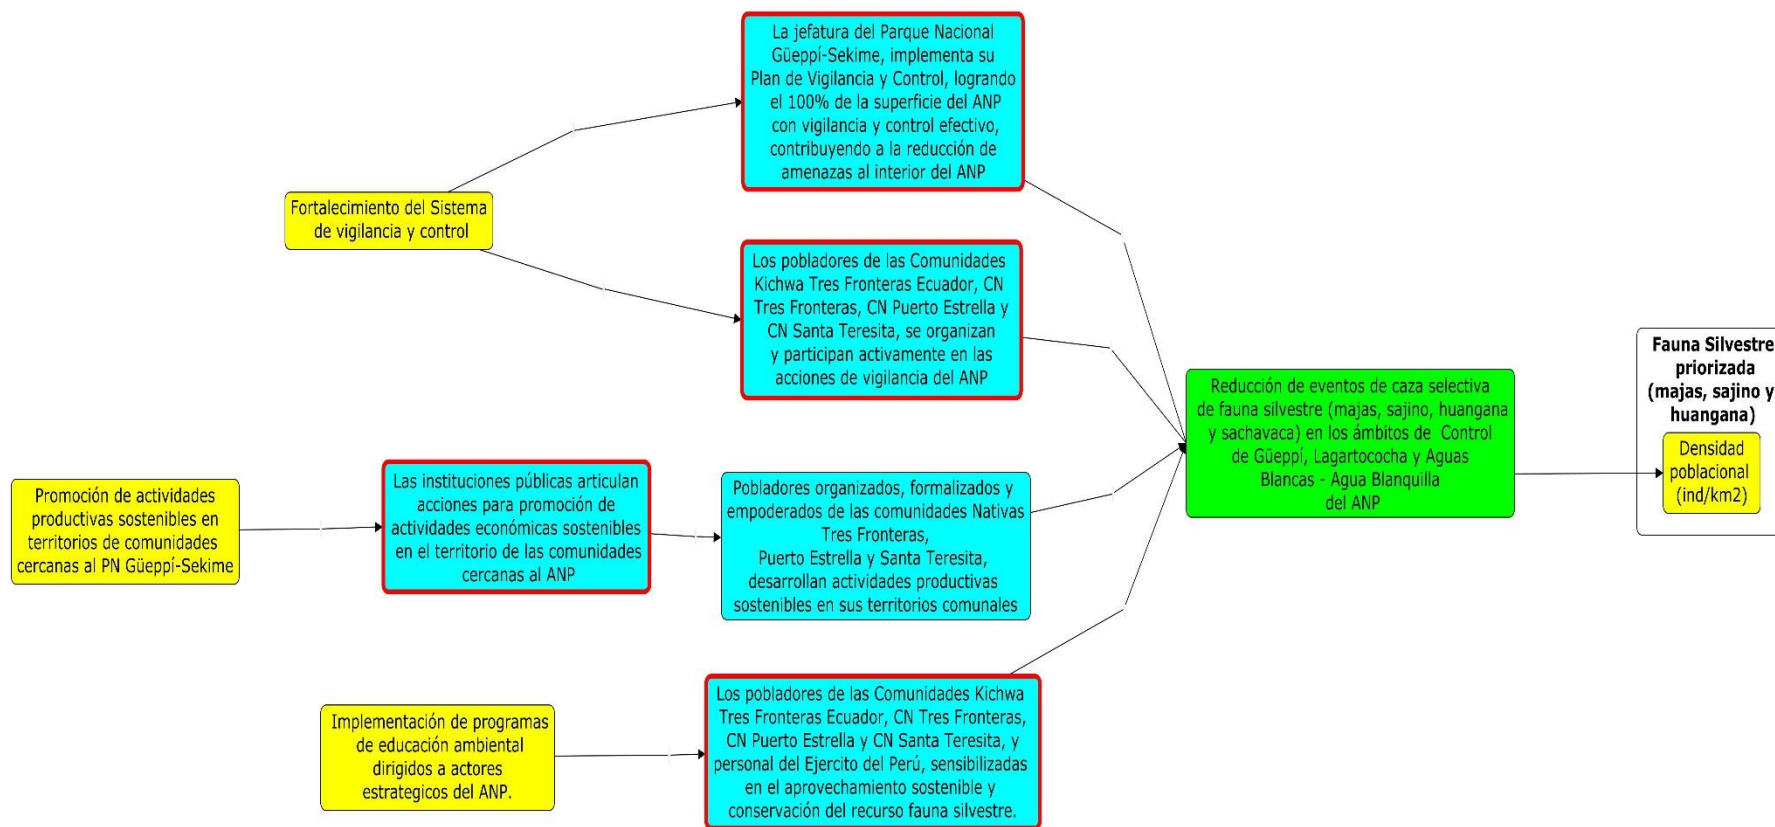 La jefatura del Parque Nacional
Güeppí-Sekime, implementa su
Plan de Vigilancia y Control, logrando
el 100% de la superficie del ANP
con vigilancia y control efectivo,
contribuyendo a la reducción de
amenazas al interior del ANP
Fortalecimiento del Sistema
de vigilancia y control
Los pobladores de las Comunidades
Kichwa Tres Fronteras Ecuador, CN
Tres Fronteras, CN Puerto Estrella y
CN Santa Teresita, se organizan
y participan activamente en las
acciones de vigilancia del ANP
Promoción de actividades
productivas sostenibles en
territorios de comunidades
cercanas al PN Güeppí-Sekime
Las instituciones públicas articulan
acciones para promoción de
actividades económicas sostenibles
en el territorio de las comunidades
cercanas al ANP
Pobladores organizados, formalizados y
empoderados de las comunidades Nativas
Tres Fronteras,
Puerto Estrella y Santa Teresita,
desarrollan actividades productivas
sostenibles en sus territorios comunales
Implementación de programas
de educación ambiental
dirigidos a actores
estrategicos del ANP.
Los pobladores de las Comunidades Kichwa
Tres Fronteras Ecuador, CN Tres Fronteras,
CN Puerto Estrella y CN Santa Teresita, y
personal del Ejercito del Perú, sensibilizadas
en el aprovechamiento sostenible y
conservación del recurso fauna silvestre.
Reducción de eventos de caza selectiva
de fauna silvestre (majas, sajino, huangana
y sachavaca) en los ámbitos de Control
de Güeppí, Lagartococha y Aguas
Blancas - Agua Blanquilla
del ANP
Fauna Silvestre
priorizada
(majas, sajino y
huangana)
Densidad
poblacional
(ind/km2)